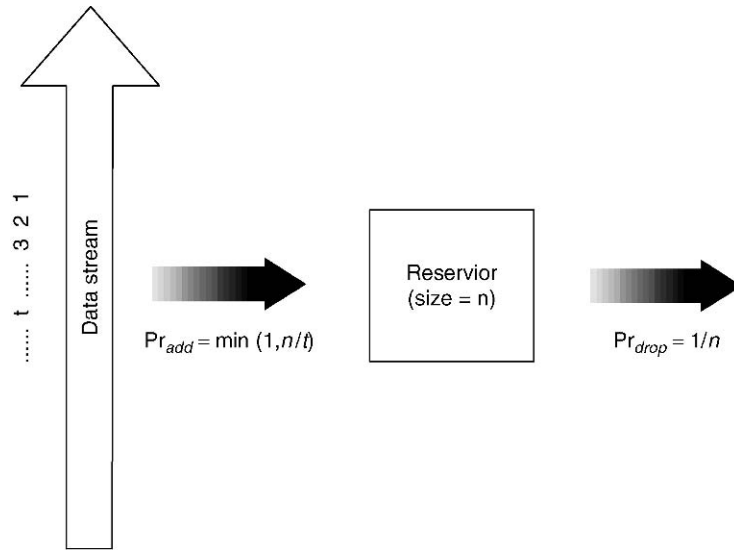 ...... t ...... 3 2 1
Data stream
Pr_add = min (1,n/t)
Reservior
(size = n)
Pr_drop = 1/n